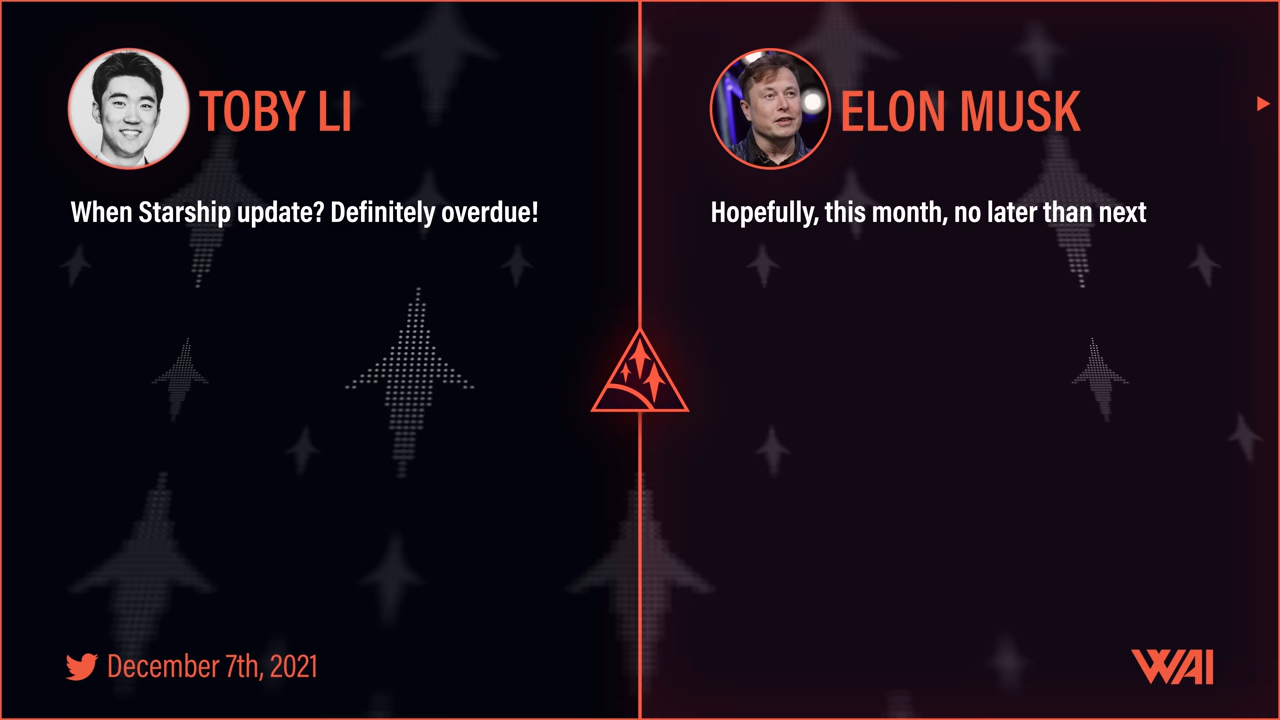 TOBY LI
When Starship update? Definitely overdue!
ELON MUSK
Hopefully, this month, no later than next
December 7th, 2021
WAI